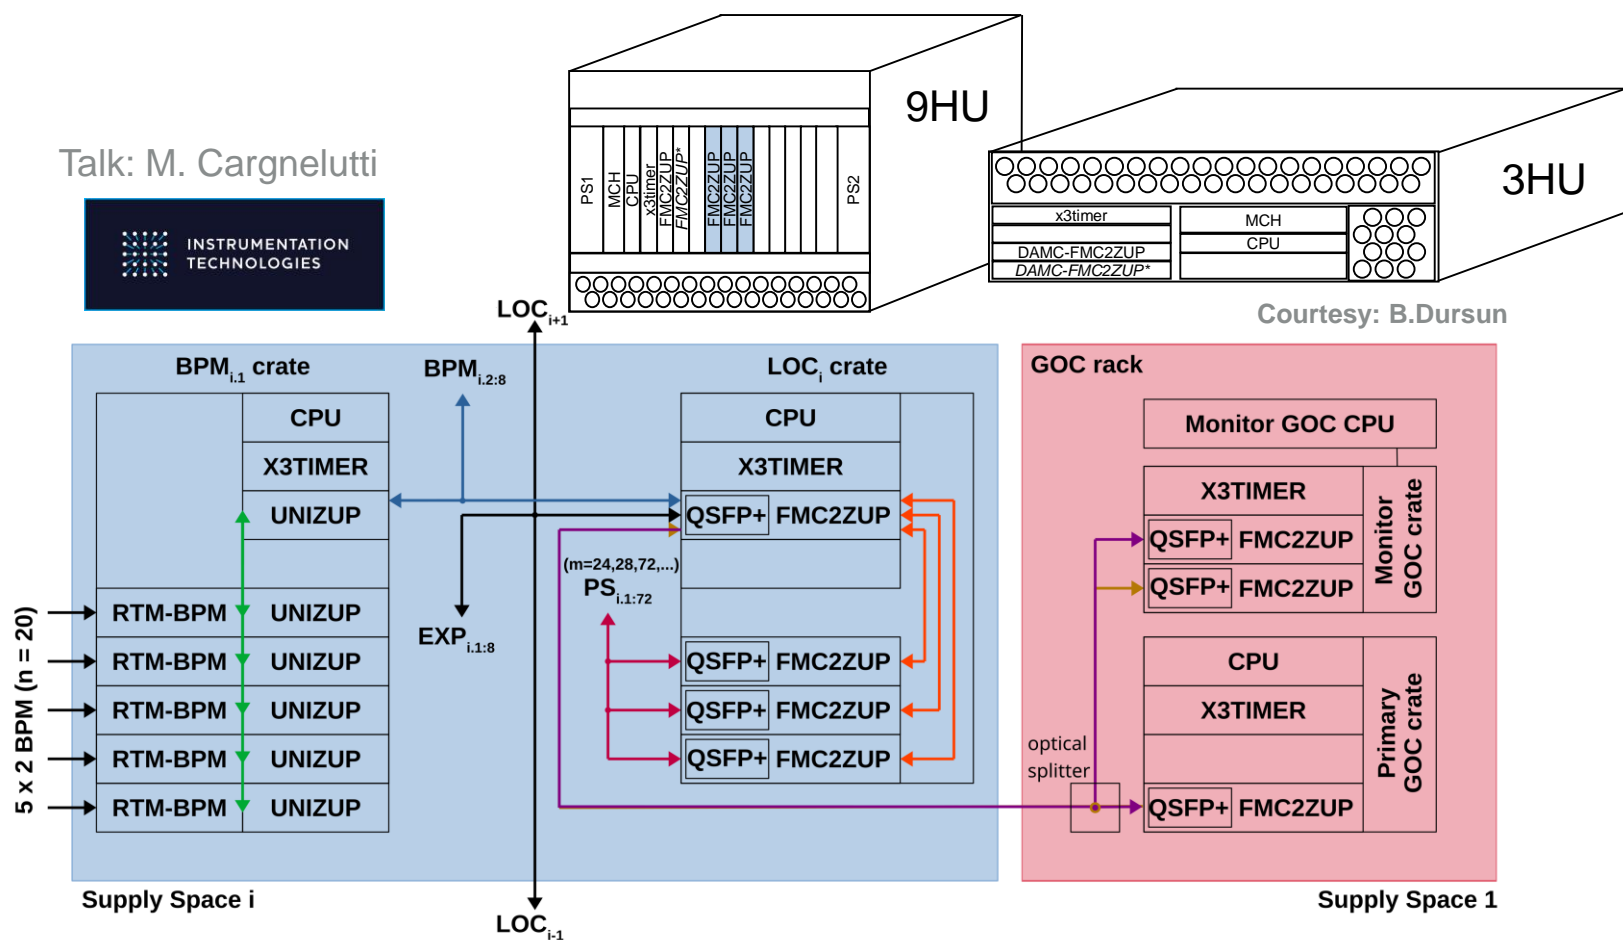 Talk: M. Cargnelutti
INSTRUMENTATION
TECHNOLOGIES
9HU
PS1
MCH
CPU
x3timer
FMC2ZUP
FMC2ZUP*
FMC2ZUP
FMC2ZUP
FMC2ZUP
PS2
3HU
x3timer
DAMC-FMC2ZUP
DAMC-FMC2ZUP*
MCH
CPU
Courtesy: B.Dursun
LOCi+1
BPMi.1 crate
BPMi.2:8
LOCi crate
CPU
X3TIMER
UNIZUP
RTM-BPM UNIZUP
RTM-BPM UNIZUP
RTM-BPM UNIZUP
RTM-BPM UNIZUP
RTM-BPM UNIZUP
5 x 2 BPM (n = 20)
EXPi.1:8
(m=24,28,72,...)
PSi.1:72
CPU
X3TIMER
QSFP+ FMC2ZUP
QSFP+ FMC2ZUP
QSFP+ FMC2ZUP
QSFP+ FMC2ZUP
Supply Space i
LOCi-1
GOC rack
Monitor GOC CPU
X3TIMER
QSFP+ FMC2ZUP
QSFP+ FMC2ZUP
Monitor
GOC crate
CPU
X3TIMER
QSFP+ FMC2ZUP
Primary
GOC crate
optical
splitter
Supply Space 1